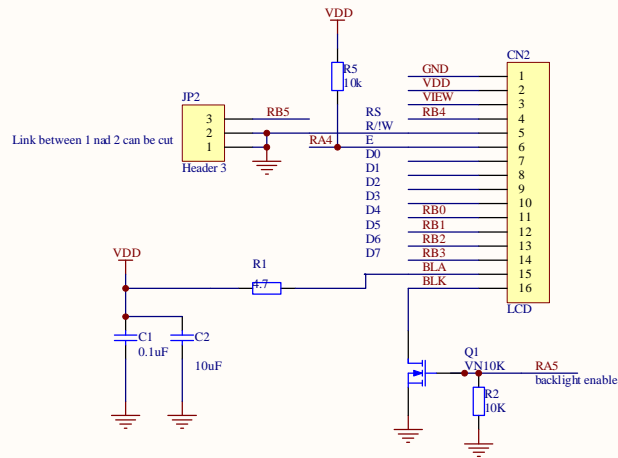 VDD
CN2
R5
10k
GND 1
VDD 2
VIEW 3
JP2
3 RB5
RS RB4 4
2 R/!W 5
Link between 1 nad 2 can be cut
1 RA4 E 6
Header 3
D0 7
D1 8
D2 9
D3 10
D4 RB0 11
D5 RB1 12
D6 RB2 13
D7 RB3 14
VDD
R1
4.7
BLA 15
BLK 16
LCD
C1
0.1uF
C2
10uF
Q1
VN10K
RA5
backlight enable
R2
10K